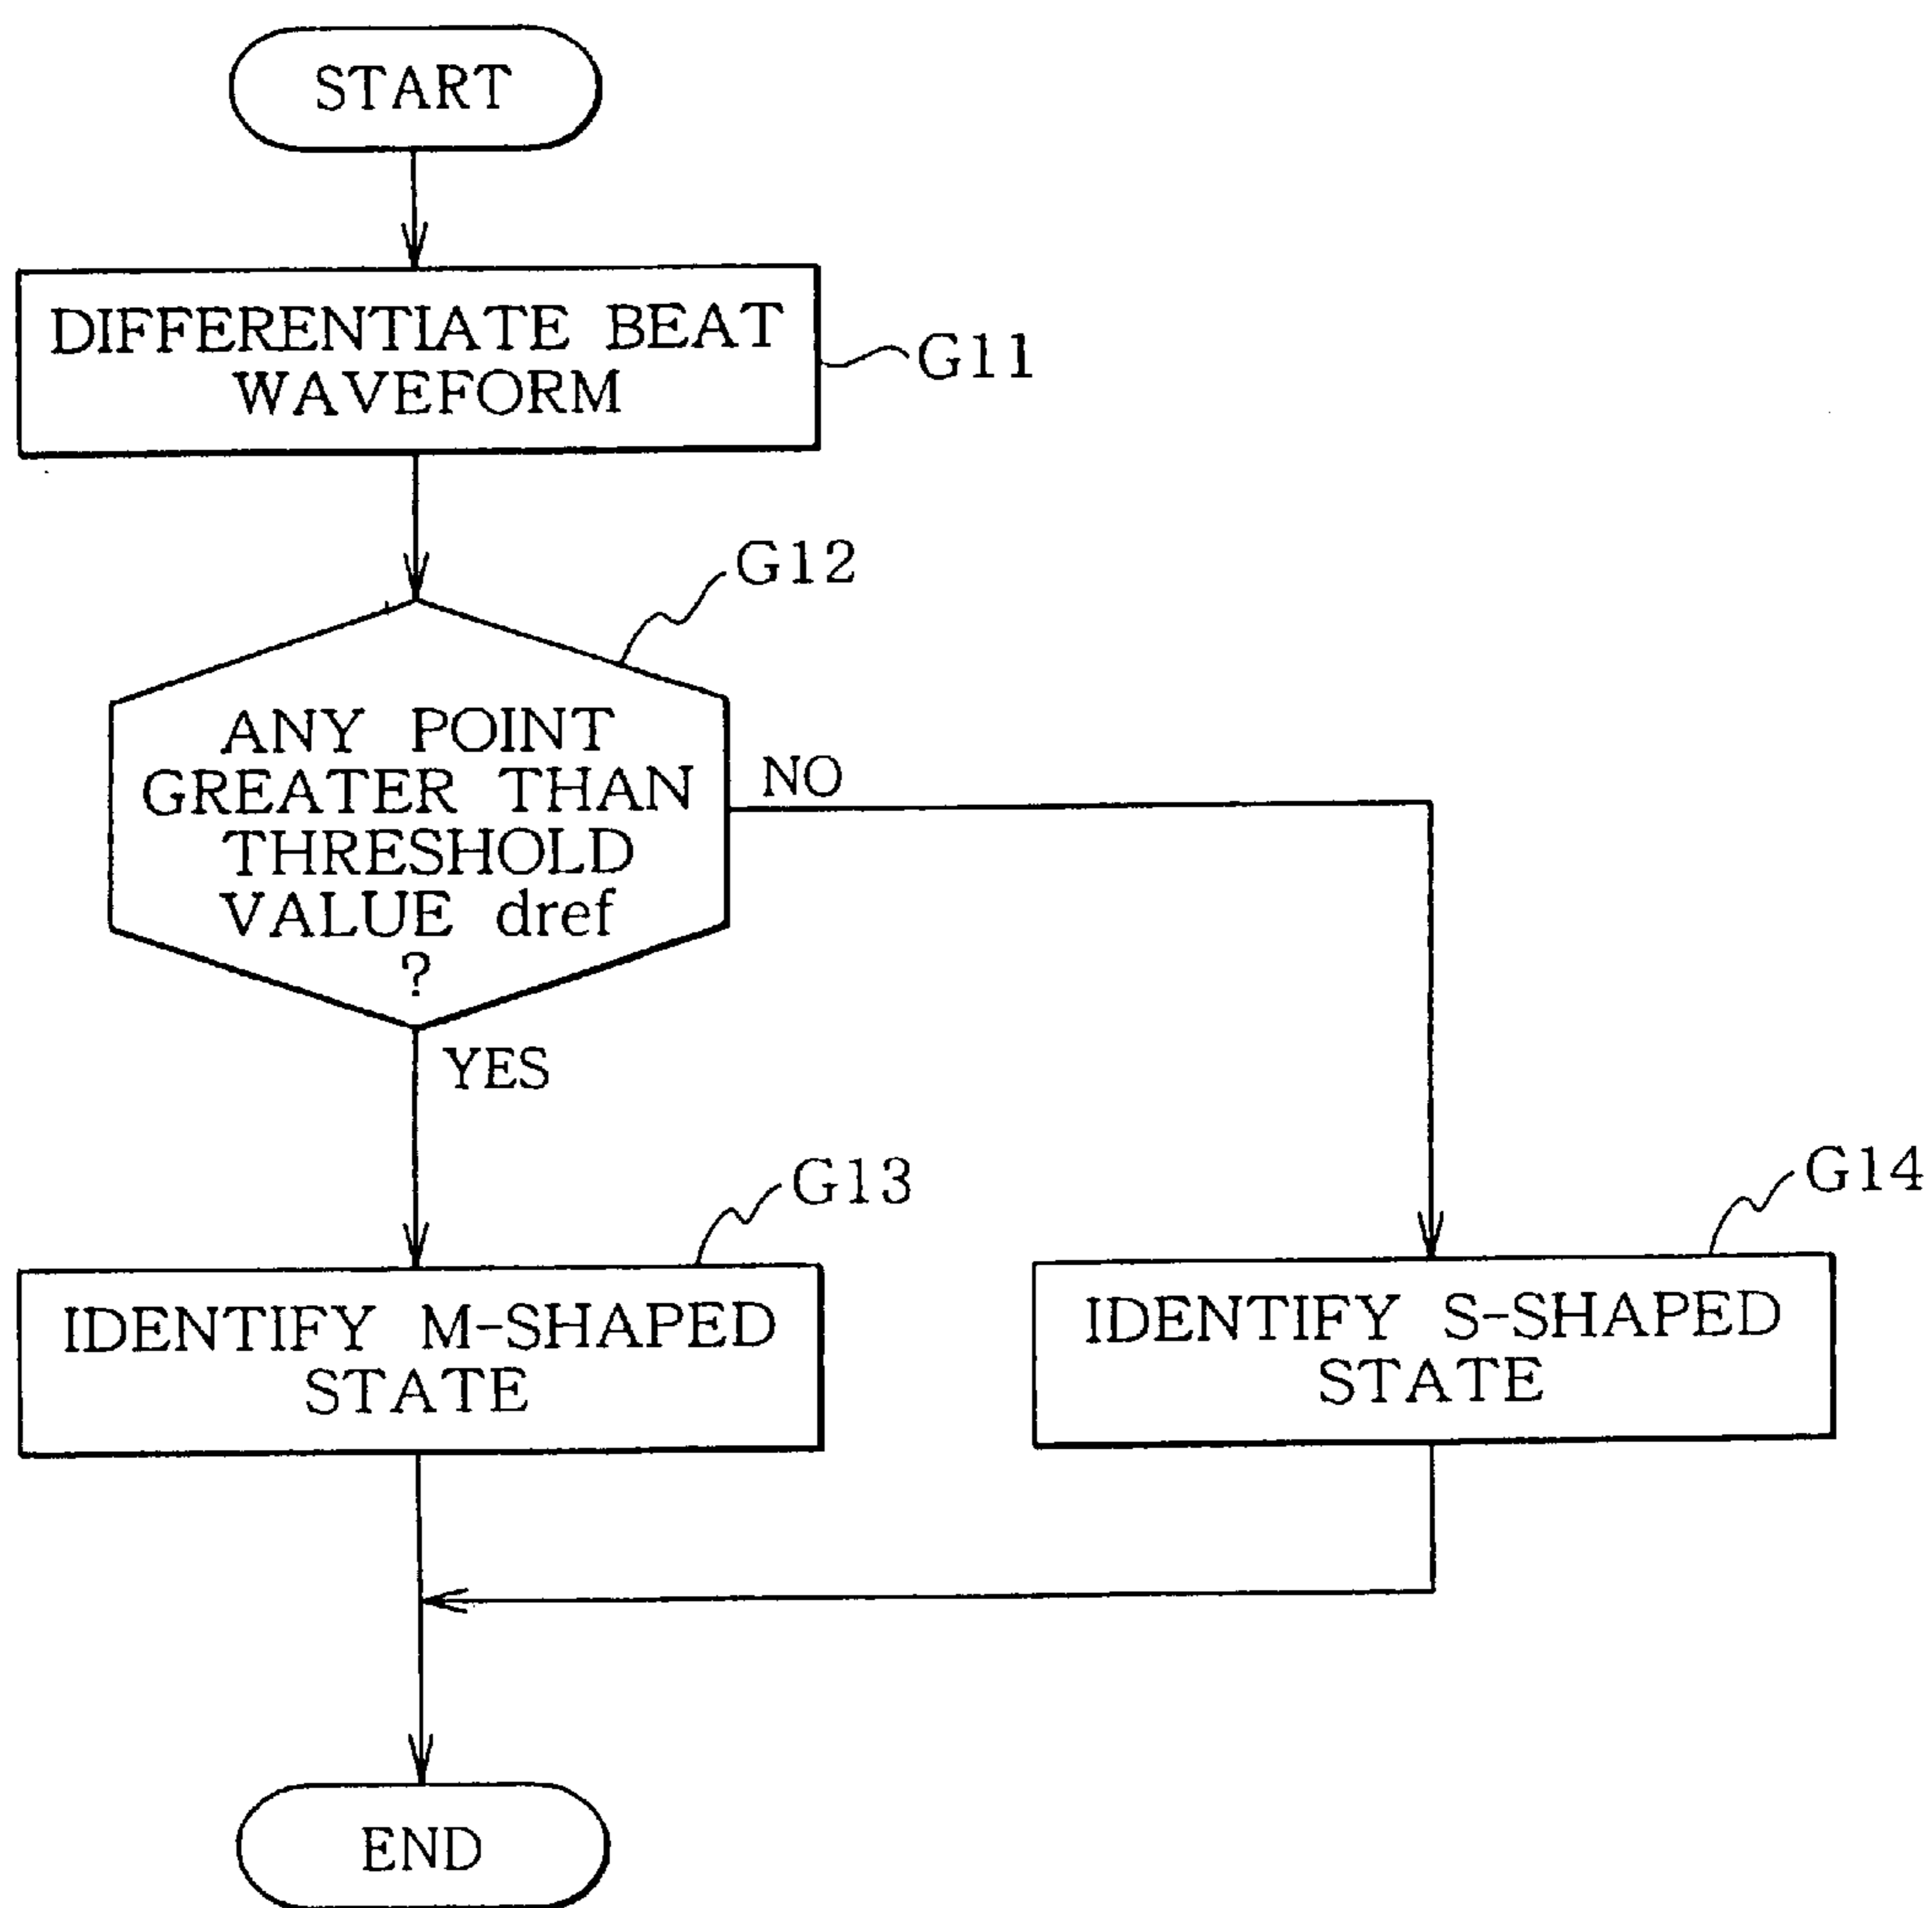 START
DIFFERENTIATE BEAT
WAVEFORM
G11
G12
ANY POINT
GREATER THAN
THRESHOLD
VALUE dref
?
NO
YES
G13
IDENTIFY M-SHAPED
STATE
G14
IDENTIFY S-SHAPED
STATE
END